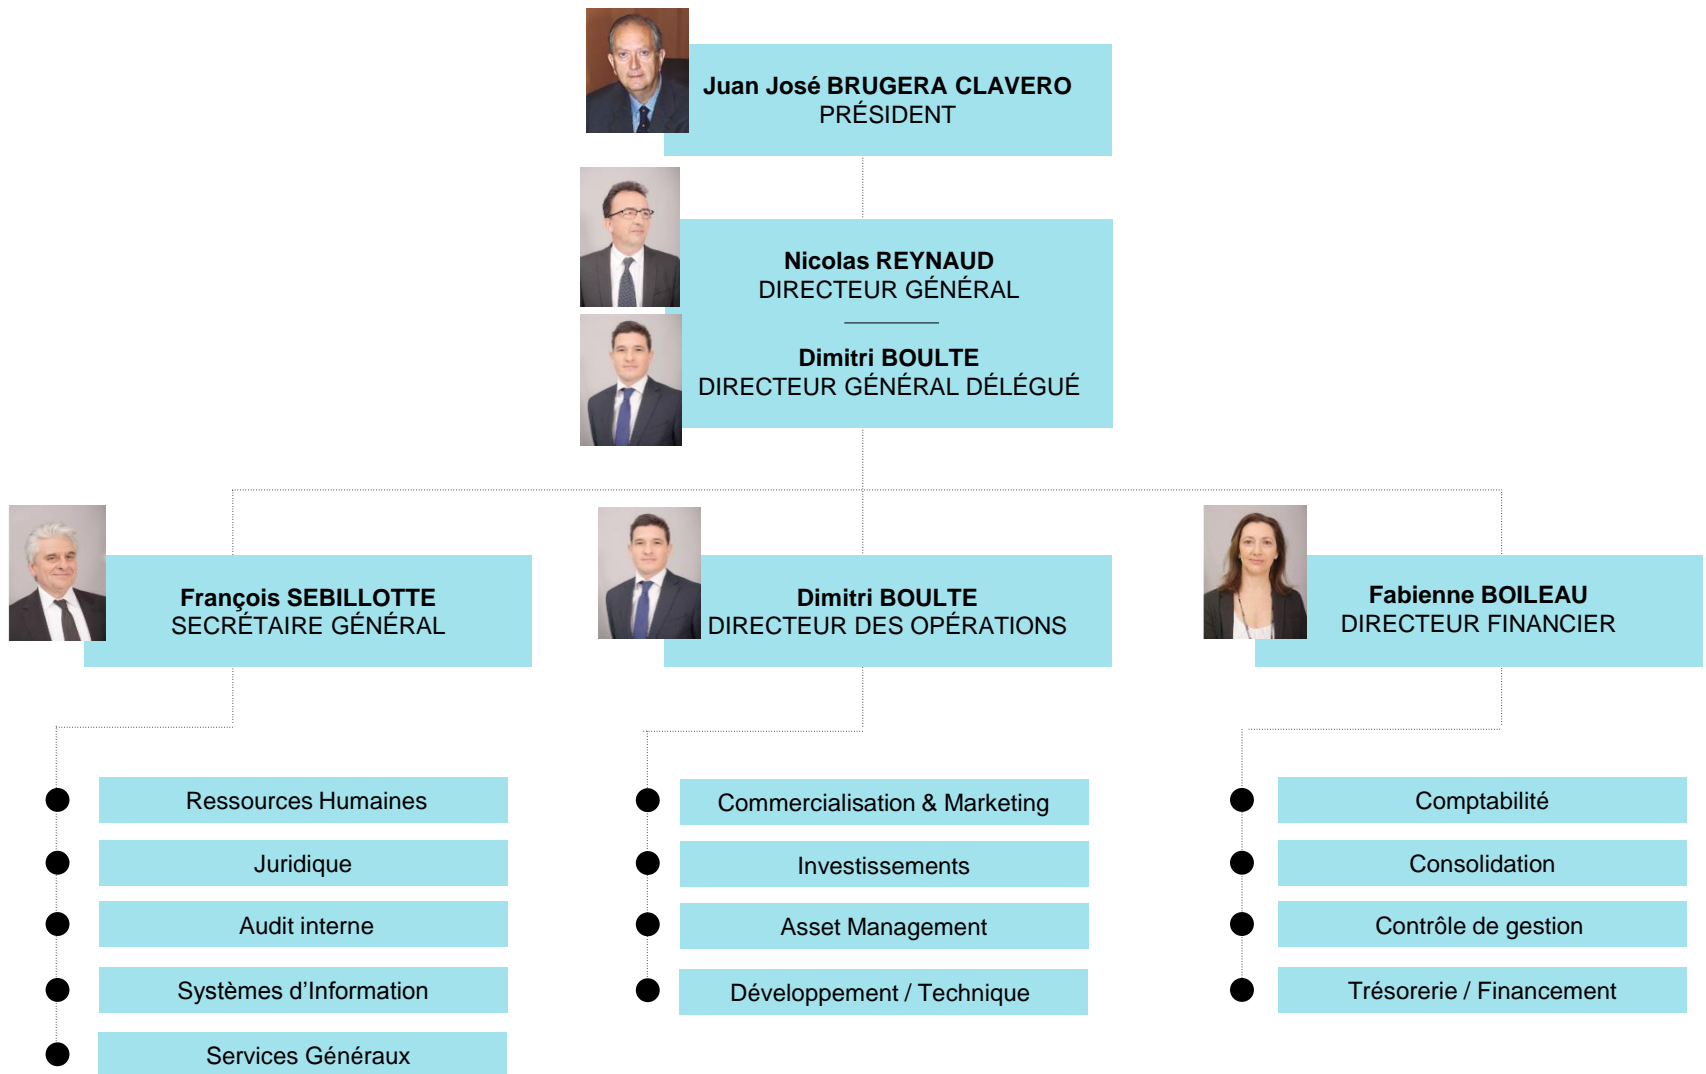 Juan José BRUGERA CLAVERO
PRÉSIDENT
Nicolas REYNAUD
DIRECTEUR GÉNÉRAL
Dimitri BOULTE
DIRECTEUR GÉNÉRAL DÉLÉGUÉ
François SEBILLOTTE
SECRÉTAIRE GÉNÉRAL
Dimitri BOULTE
DIRECTEUR DES OPÉRATIONS
Fabienne BOILEAU
DIRECTEUR FINANCIER
Ressources Humaines
Juridique
Audit interne
Systèmes d’Information
Services Généraux
Commercialisation & Marketing
Investissements
Asset Management
Développement / Technique
Comptabilité
Consolidation
Contrôle de gestion
Trésorerie / Financement